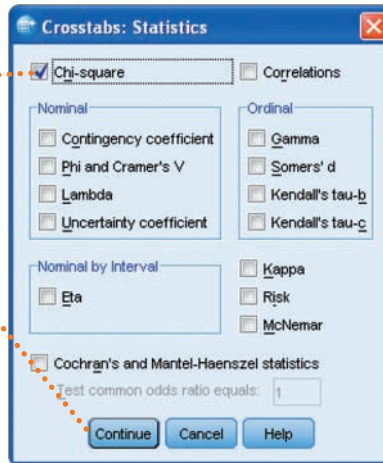 Crosstabs: Statistics
Chi-square
Correlations
Nominal
Contingency coefficient
Phi and Cramer's V
Lambda
Uncertainty coefficient
Ordinal
Gamma
Somers' d
Kendall's tau-b
Kendall's tau-c
Nominal by Interval
Eta
Kappa
Risk
McNemar
Cochran's and Mantel-Haenszel statistics
Test common odds ratio equals: 1
Continue Cancel Help